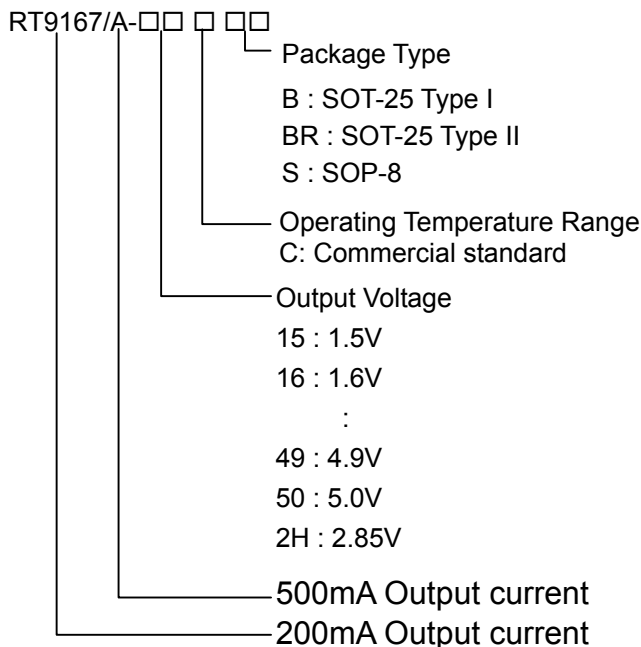 RT9167/A-□□ □ □□
Package Type
B : SOT-25 Type I
BR : SOT-25 Type II
S : SOP-8
Operating Temperature Range
C: Commercial standard
Output Voltage
15 : 1.5V
16 : 1.6V
:
49 : 4.9V
50 : 5.0V
2H : 2.85V
500mA Output current
200mA Output current